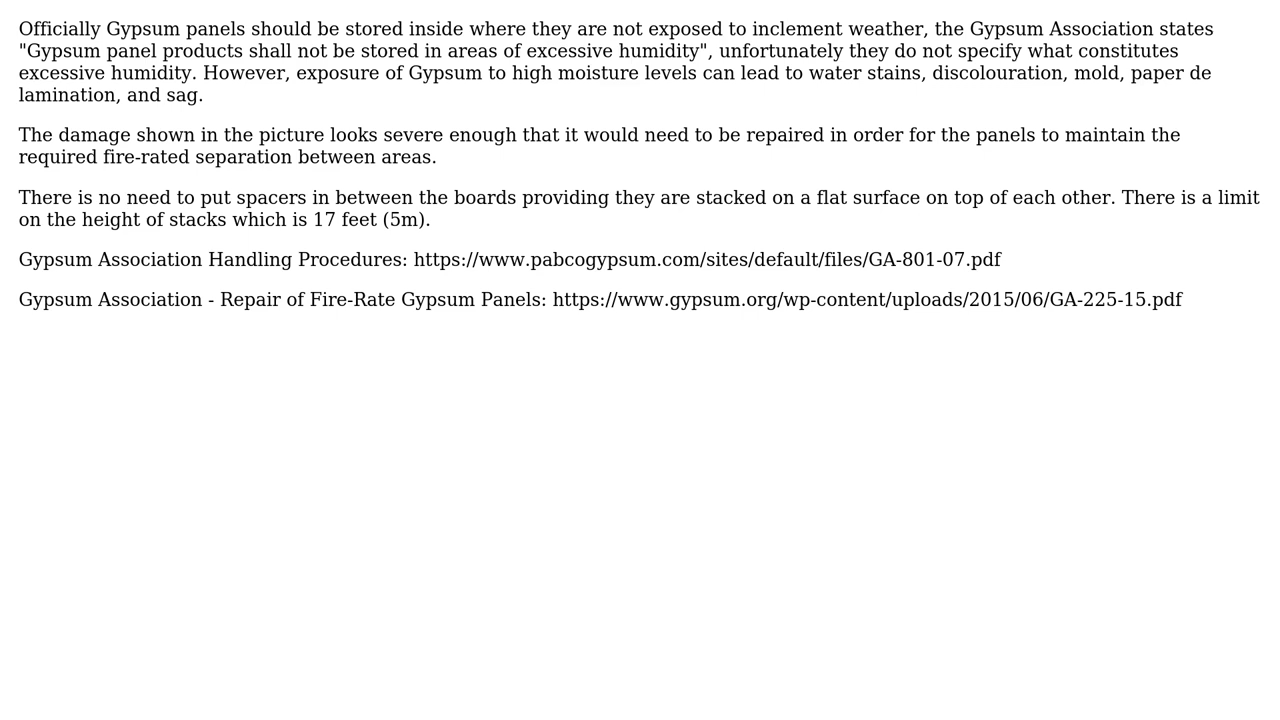 Officially Gypsum panels should be stored inside where they are not exposed to inclement weather, the Gypsum Association states
"Gypsum panel products shall not be stored in areas of excessive humidity", unfortunately they do not specify what constitutes
excessive humidity. However, exposure of Gypsum to high moisture levels can lead to water stains, discolouration, mold, paper de
lamination, and sag.
The damage shown in the picture looks severe enough that it would need to be repaired in order for the panels to maintain the
required fire-rated separation between areas.
There is no need to put spacers in between the boards providing they are stacked on a flat surface on top of each other. There is a limit
on the height of stacks which is 17 feet (5m).
Gypsum Association Handling Procedures: https://www.pabcogypsum.com/sites/default/files/GA-801-07.pdf
Gypsum Association - Repair of Fire-Rate Gypsum Panels: https://www.gypsum.org/wp-content/uploads/2015/06/GA-225-15.pdf